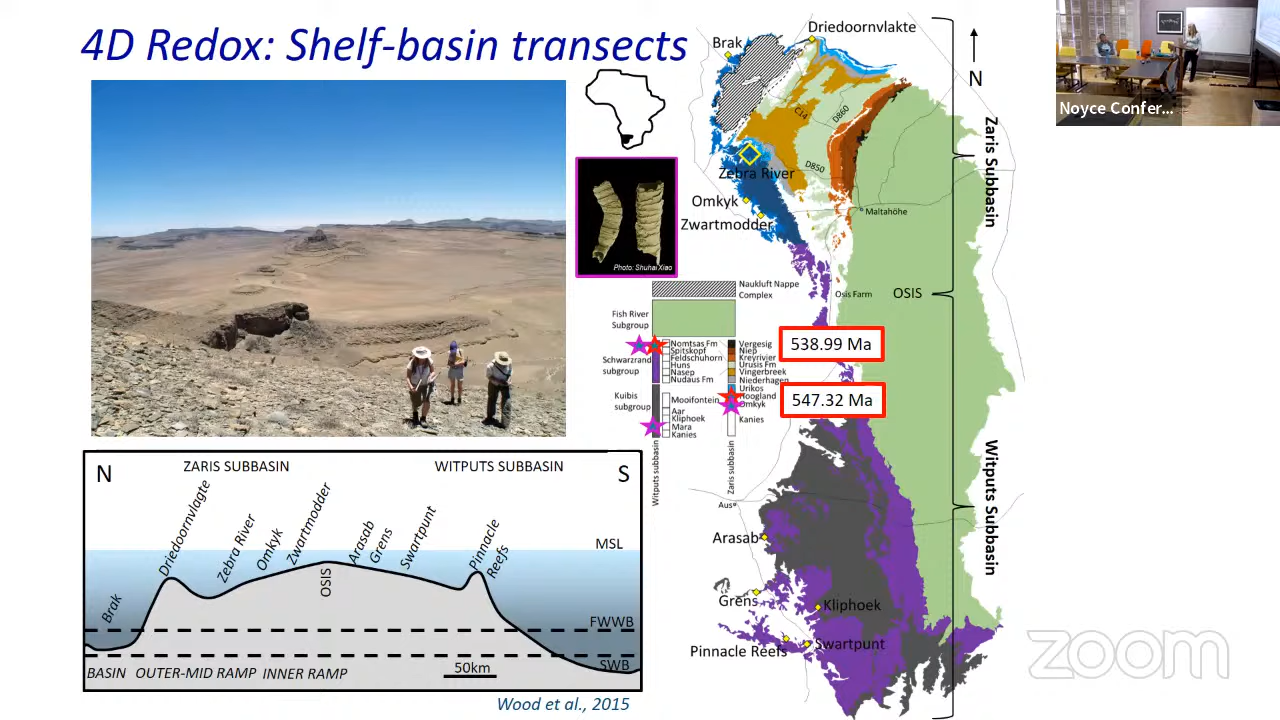 4D Redox: Shelf-basin transects
Noyce Confer...
Photo: Shuhai Xiao
Brak
Driedoornvlakte
N
C14
D860
D850
Zebra River
Omkyk
Zwartmodder
Maltahöhe
Osis Farm
OSIS
Zaris Subbasin
Witputs Subbasin
Naukluft Nappe
Complex
Fish River
Subgroup
Schwarzrand
subgroup
Kuibis
subgroup
Nomtsas Fm
Spitskopf
Feldschuhorn
Huns
Nasep
Nudaus Fm
Mooifontein
Aar
Kliphoek
Mara
Kanies
Vergesig
Niep
Kreyrivier
Urusis Fm
Vingerbreek
Niederhagen
Urikos
Hoogland
Omkyk
Kanies
Witputs subbasin
Zaris subbasin
538.99 Ma
547.32 Ma
Aus
Arasab
Grens
Kliphoek
Pinnacle Reefs
Swartpunt
N
ZARIS SUBBASIN
WITPUTS SUBBASIN
S
Brak
Driedoornvlagte
Zebra River
Omkyk
Zwartmodder
OSIS
Arasab
Grens
Swartpunt
Pinnacle
Reefs
MSL
FWWB
SWB
BASIN
OUTER-MID RAMP
INNER RAMP
50km
Wood et al., 2015
zoom